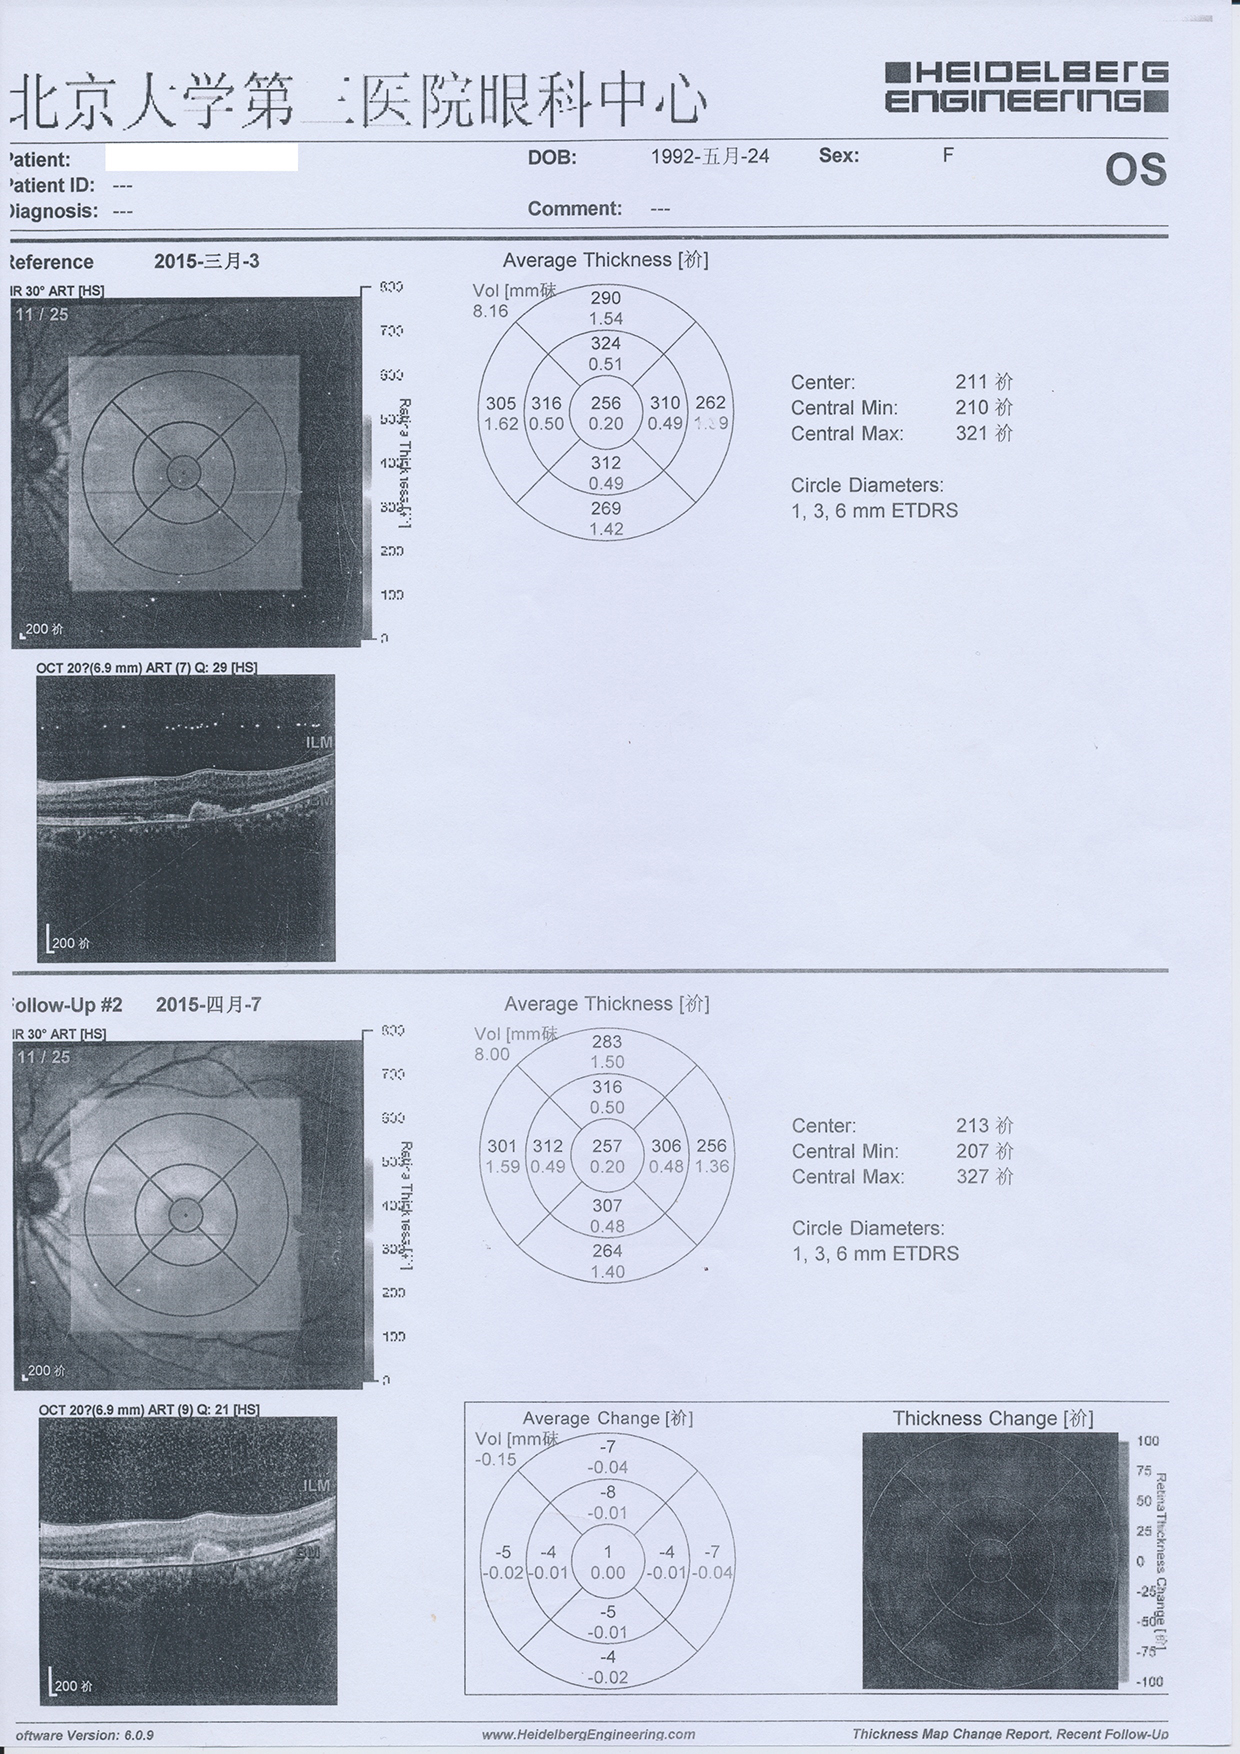 北京人学第三医院眼科中心
HEIDELBERG
ENGINEERING
Patient:
DOB: 1992-五月-24 Sex: F
OS
Patient ID: ---
Diagnosis: ---
Comment: ---
Reference 2015-三月-3
IR 30° ART [HS]
11 / 25
200 祄
800
700
600
500
400
300
200
100
0
Average Thickness [祄]
Vol [mm砞
8.16
290
1.54
324
0.51
305 316 256 310 262
1.62 0.50 0.20 0.49 1.39
312
0.49
269
1.42
Center: 211 祄
Central Min: 210 祄
Central Max: 321 祄
Circle Diameters:
1, 3, 6 mm ETDRS
OCT 20?(6.9 mm) ART (7) Q: 29 [HS]
ILM
BM
200 祄
Follow-Up #2 2015-四月-7
IR 30° ART [HS]
11 / 25
200 祄
800
700
600
500
400
300
200
100
0
Average Thickness [祄]
Vol [mm砞
8.00
283
1.50
316
0.50
301 312 257 306 256
1.59 0.49 0.20 0.48 1.36
307
0.48
264
1.40
Center: 213 祄
Central Min: 207 祄
Central Max: 327 祄
Circle Diameters:
1, 3, 6 mm ETDRS
OCT 20?(6.9 mm) ART (9) Q: 21 [HS]
ILM
BM
200 祄
Average Change [祄]
Vol [mm砞
-0.15
-7
-0.04
-8
-0.01
-5 -4 1 -4 -7
-0.02 -0.01 0.00 -0.01 -0.04
-5
-0.01
-4
-0.02
Thickness Change [祄]
100
75
50
25
0
-25
-50
-75
-100
Retina Thickness Change [祄]
oftware Version: 6.0.9
www.HeidelbergEngineering.com
Thickness Map Change Report, Recent Follow-Up